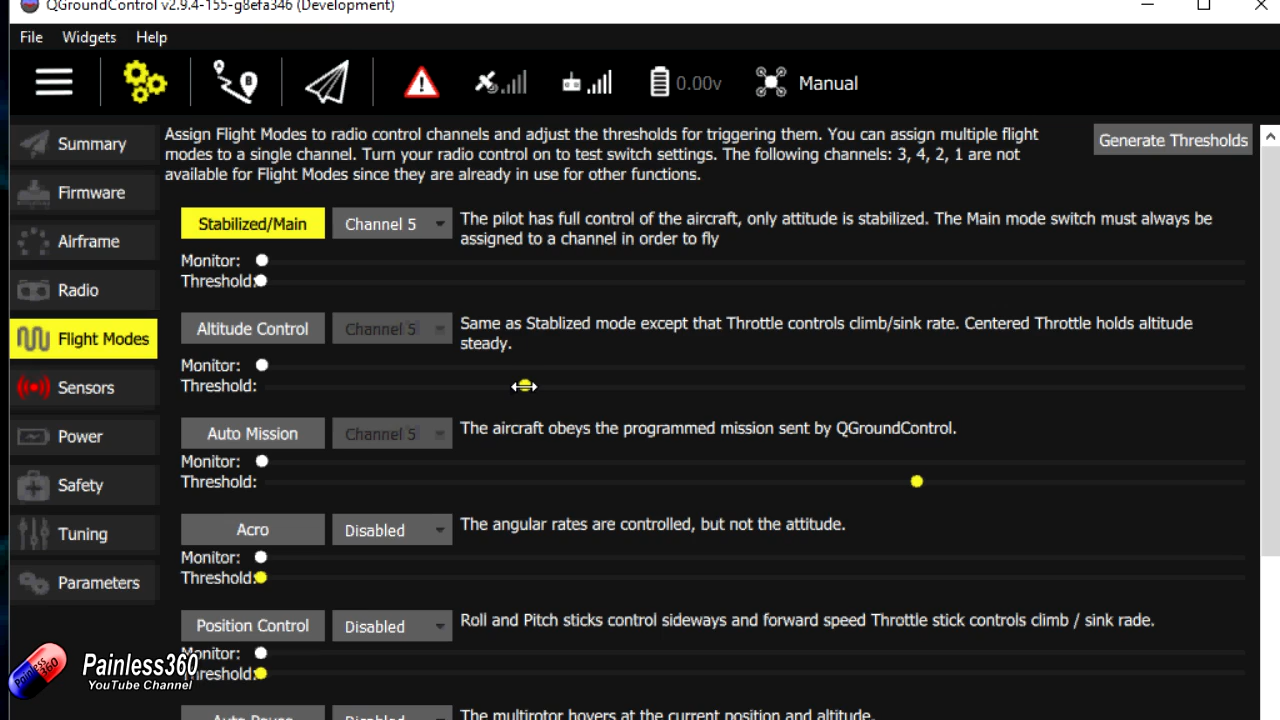 QGroundControl v2.9.4-155-g8efa346 (Development)
File Widgets Help
0.00v Manual
Summary
Firmware
Airframe
Radio
Flight Modes
Sensors
Power
Safety
Tuning
Parameters
Assign Flight Modes to radio control channels and adjust the thresholds for triggering them. You can assign multiple flight
modes to a single channel. Turn your radio control on to test switch settings. The following channels: 3, 4, 2, 1 are not
available for Flight Modes since they are already in use for other functions.
Generate Thresholds
Stabilized/Main Channel 5 The pilot has full control of the aircraft, only attitude is stabilized. The Main mode switch must always be
assigned to a channel in order to fly
Monitor:
Threshold:
Altitude Control Channel 5 Same as Stablized mode except that Throttle controls climb/sink rate. Centered Throttle holds altitude
steady.
Monitor:
Threshold:
Auto Mission Channel 5 The aircraft obeys the programmed mission sent by QGroundControl.
Monitor:
Threshold:
Acro Disabled The angular rates are controlled, but not the attitude.
Monitor:
Threshold:
Position Control Disabled Roll and Pitch sticks control sideways and forward speed Throttle stick controls climb / sink rade.
Monitor:
Threshold:
Auto Pause Disabled The multirotor hovers at the current position and altitude.
Painless360
Painless360
YouTube Channel